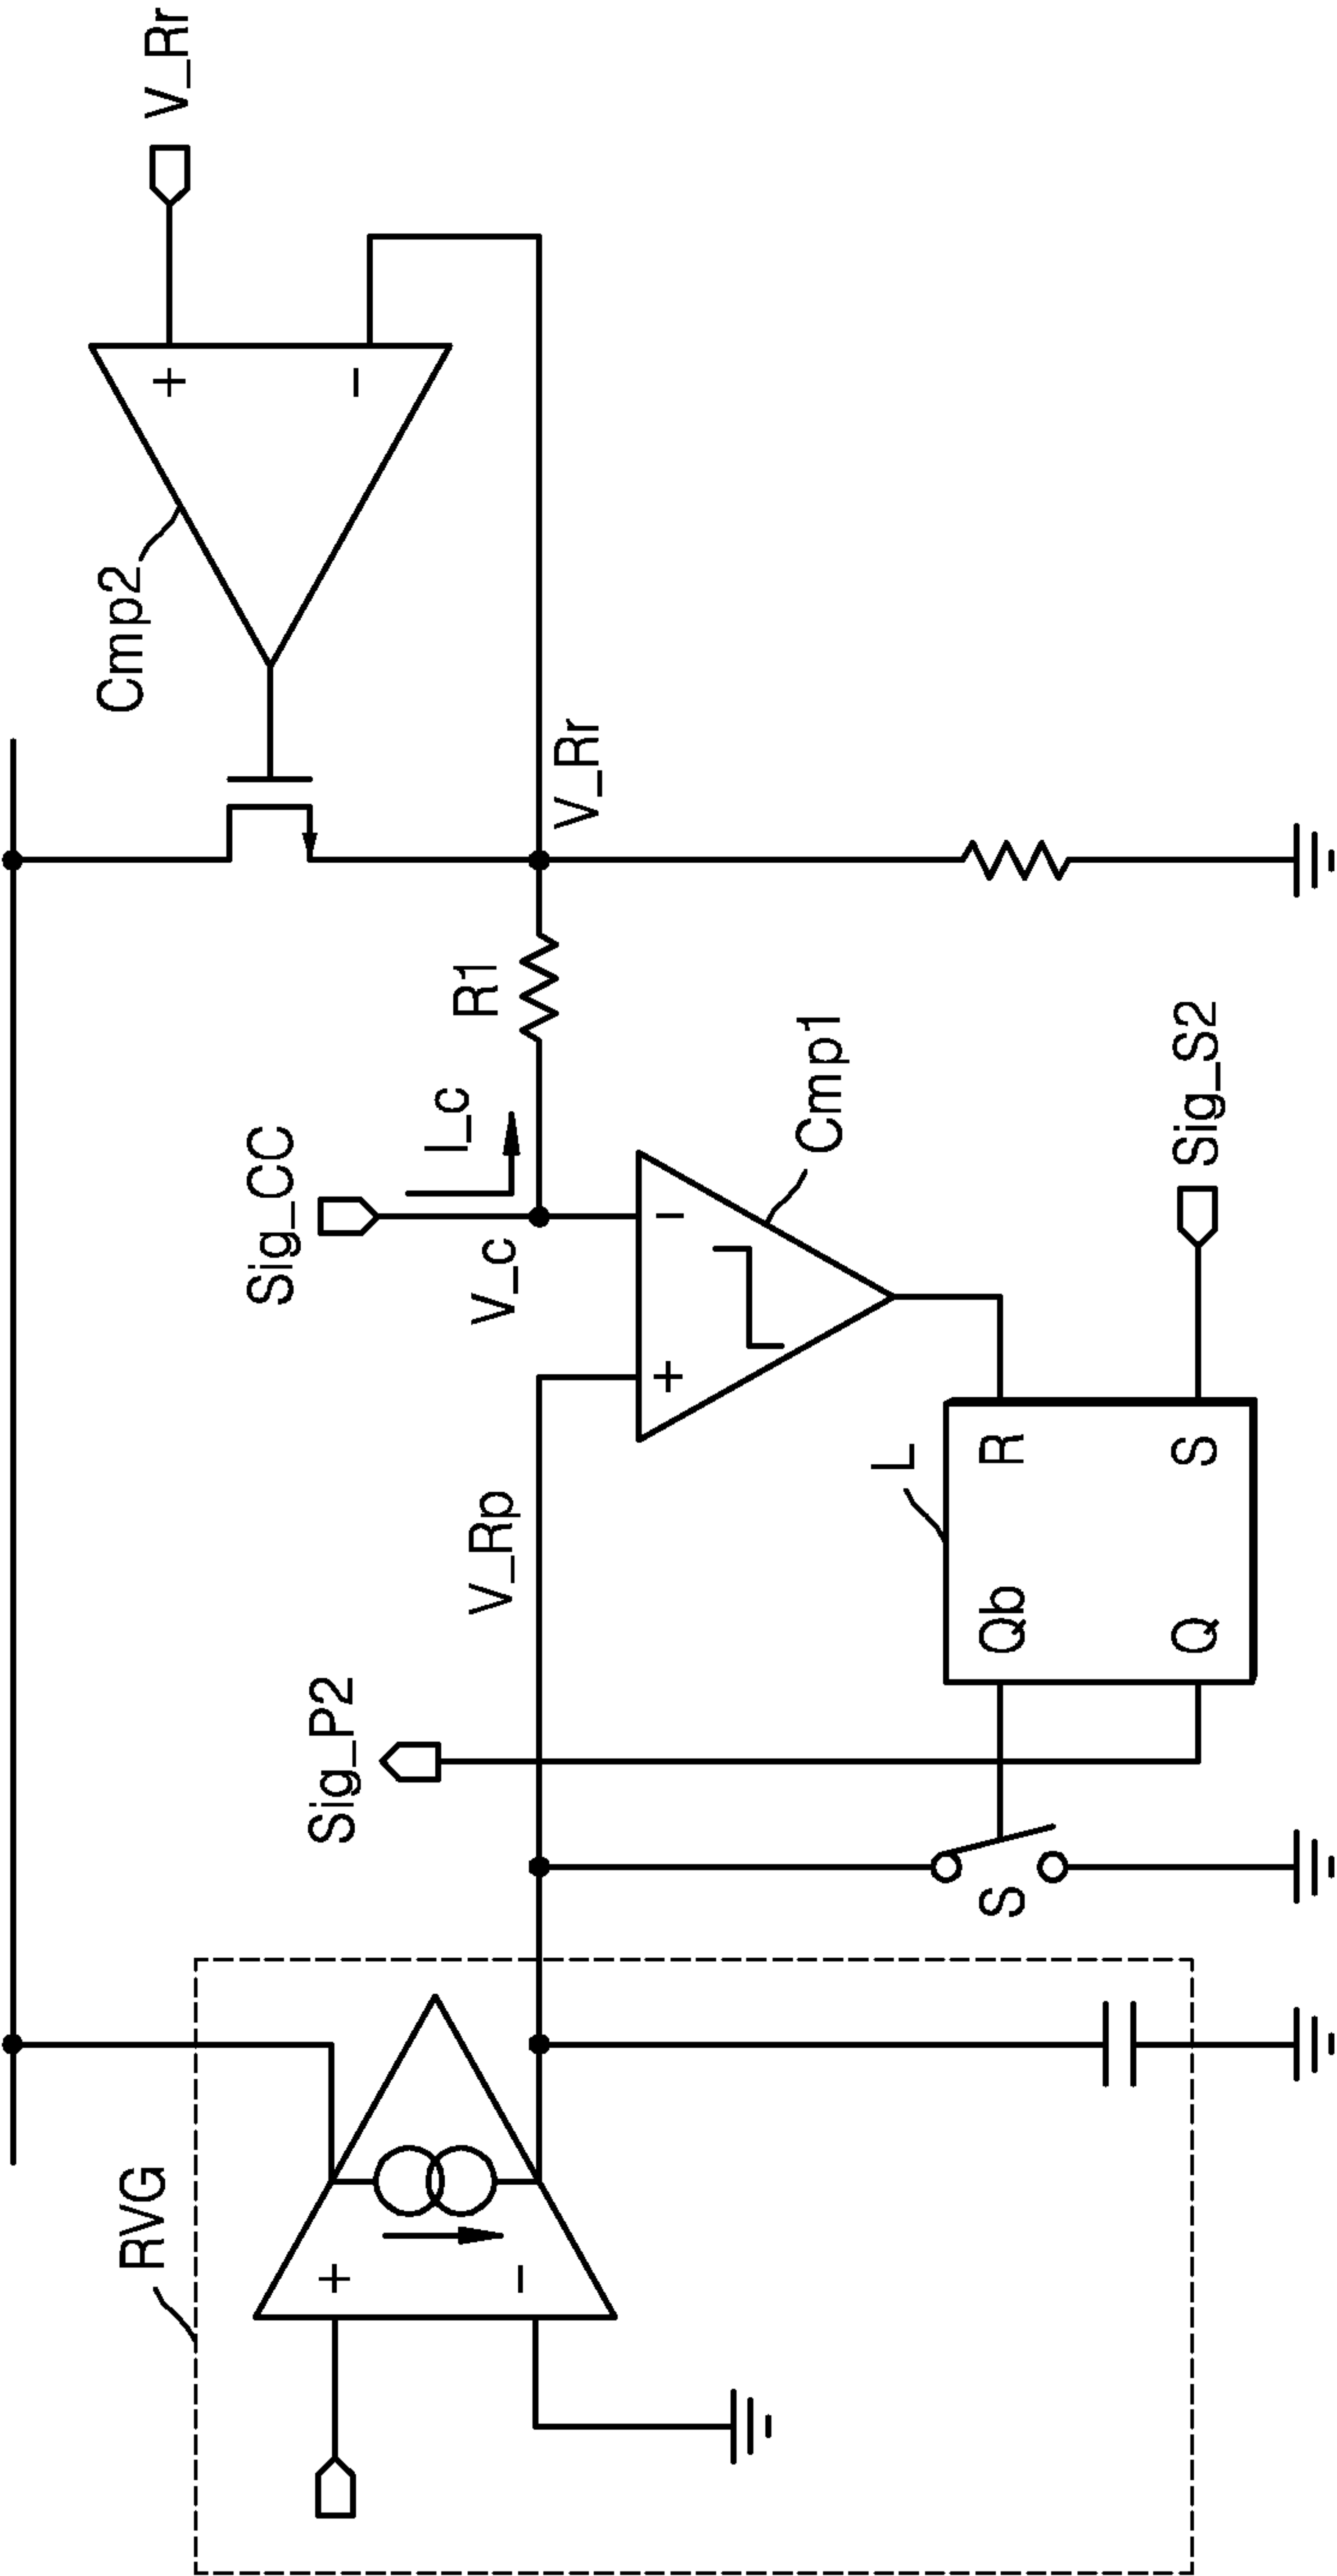 V_Rr
+
-
Cmp2
V_Rr
R1
I_c
Sig_CC
V_c
-
+
Cmp1
Sig_S2
V_Rp
L
R
S
Qb
Q
Sig_P2
S
RVG
+
-